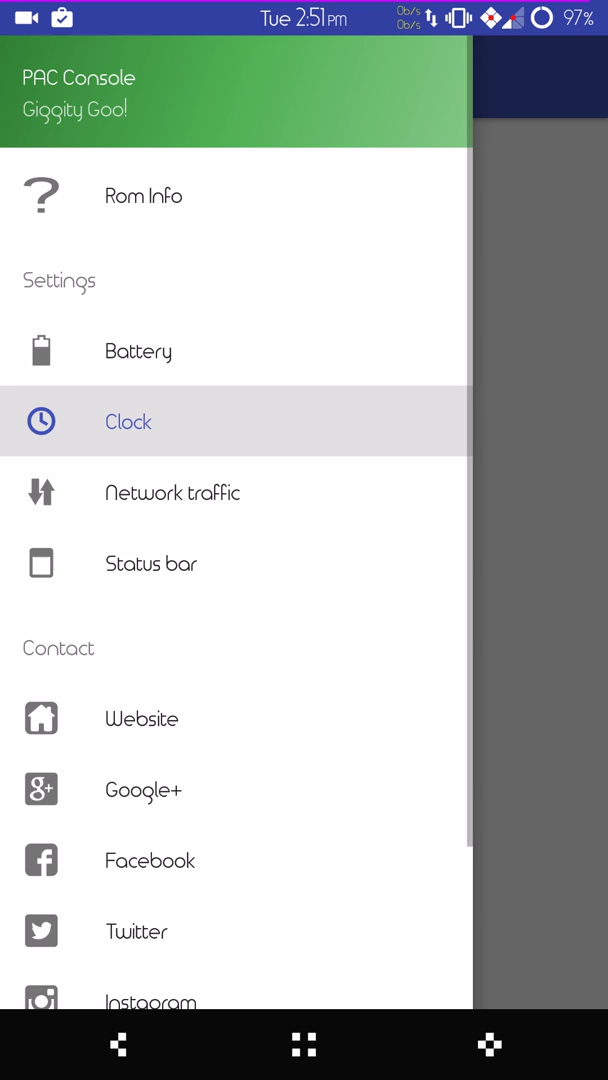 Tue 2:51 PM 0b/s 97%
0b/s
PAC Console
Giggity Goo!
? Rom Info
Settings
Battery
Clock
Network traffic
Status bar
Contact
Website
g+ Google+
f Facebook
Twitter
Instagram